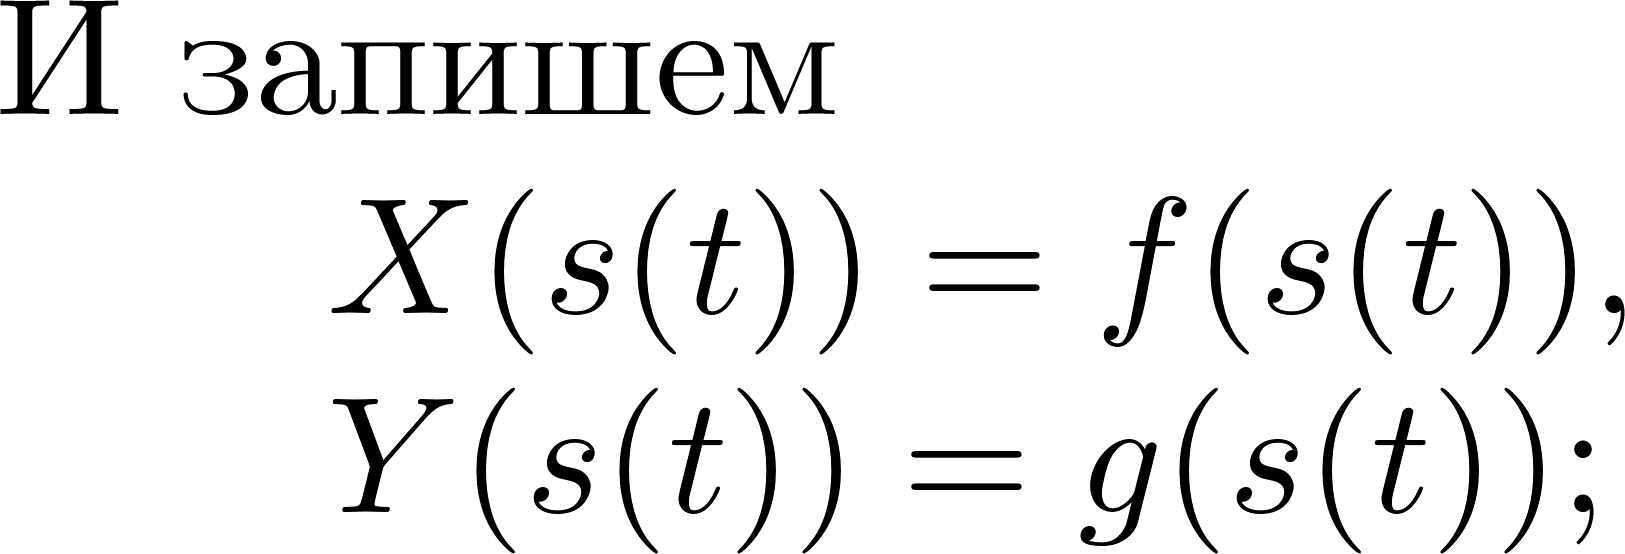 И запишем
X(s(t)) = f(s(t)),
Y(s(t)) = g(s(t));